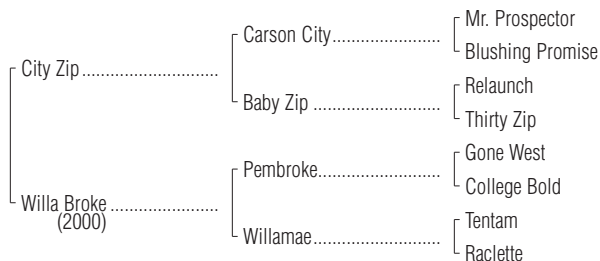 Mr. Prospector
Carson City........................
Blushing Promise
City Zip..............................
Relaunch
Baby Zip ............................
Thirty Zip
Gone West
Pembroke...........................
College Bold
Willa Broke ........................
(2000)
Tentam
Willamae............................
Raclette